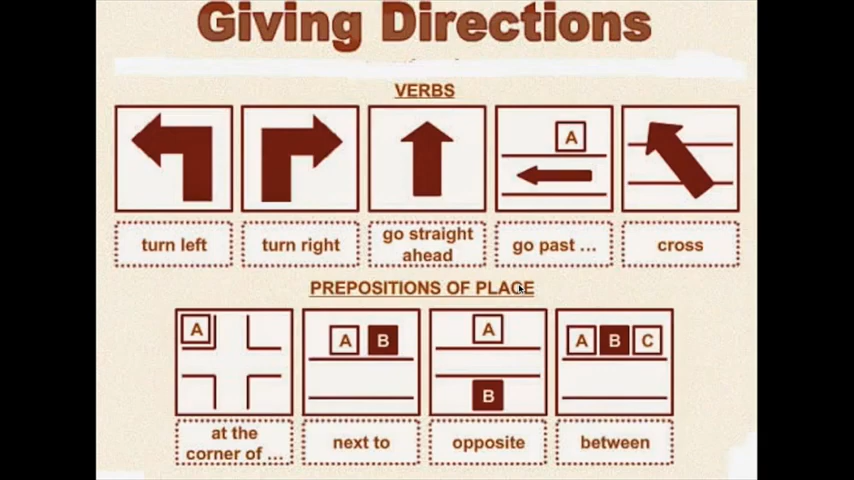 Giving Directions
VERBS
A
turn left
turn right
go straight
ahead
go past ...
cross
PREPOSITIONS OF PLACE
A
A B
A
B
A B C
at the
corner of ...
next to
opposite
between